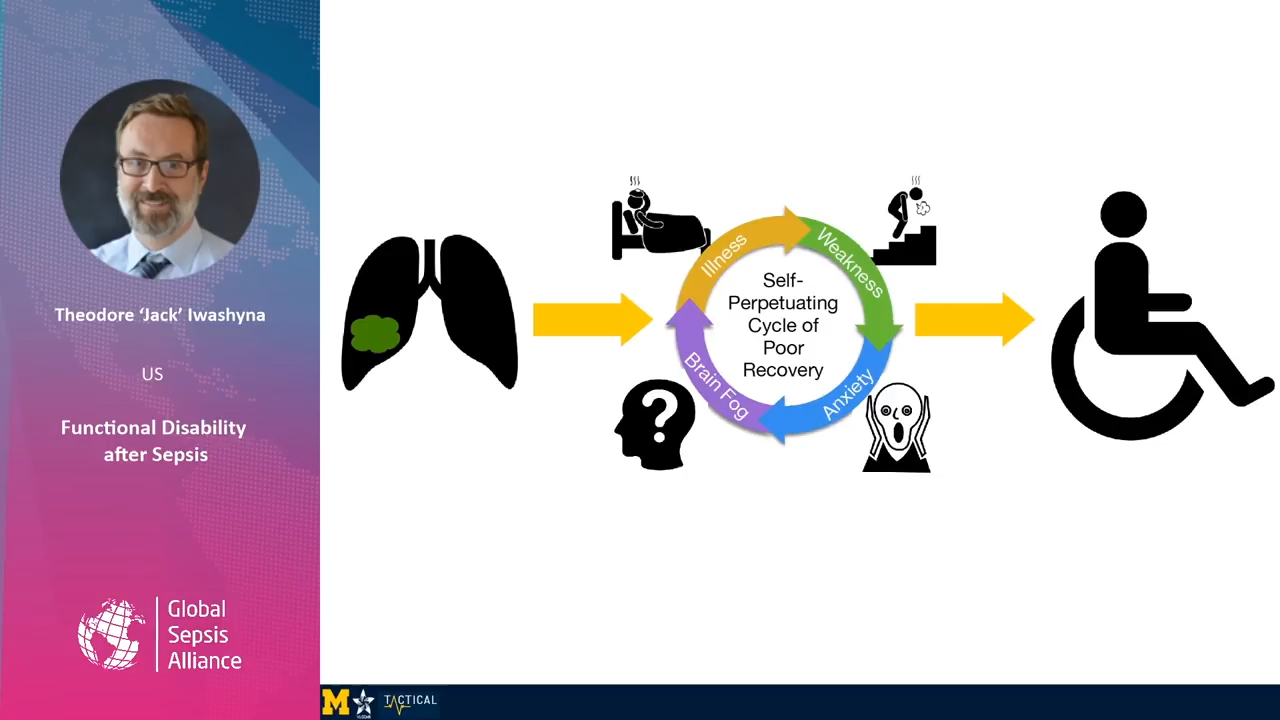 Theodore ‘Jack’ Iwashyna
US
Functional Disability
after Sepsis
Global
Sepsis
Alliance
Illness
Weakness
Anxiety
Brain Fog
Self-
Perpetuating
Cycle of
Poor
Recovery
M
TACTICAL